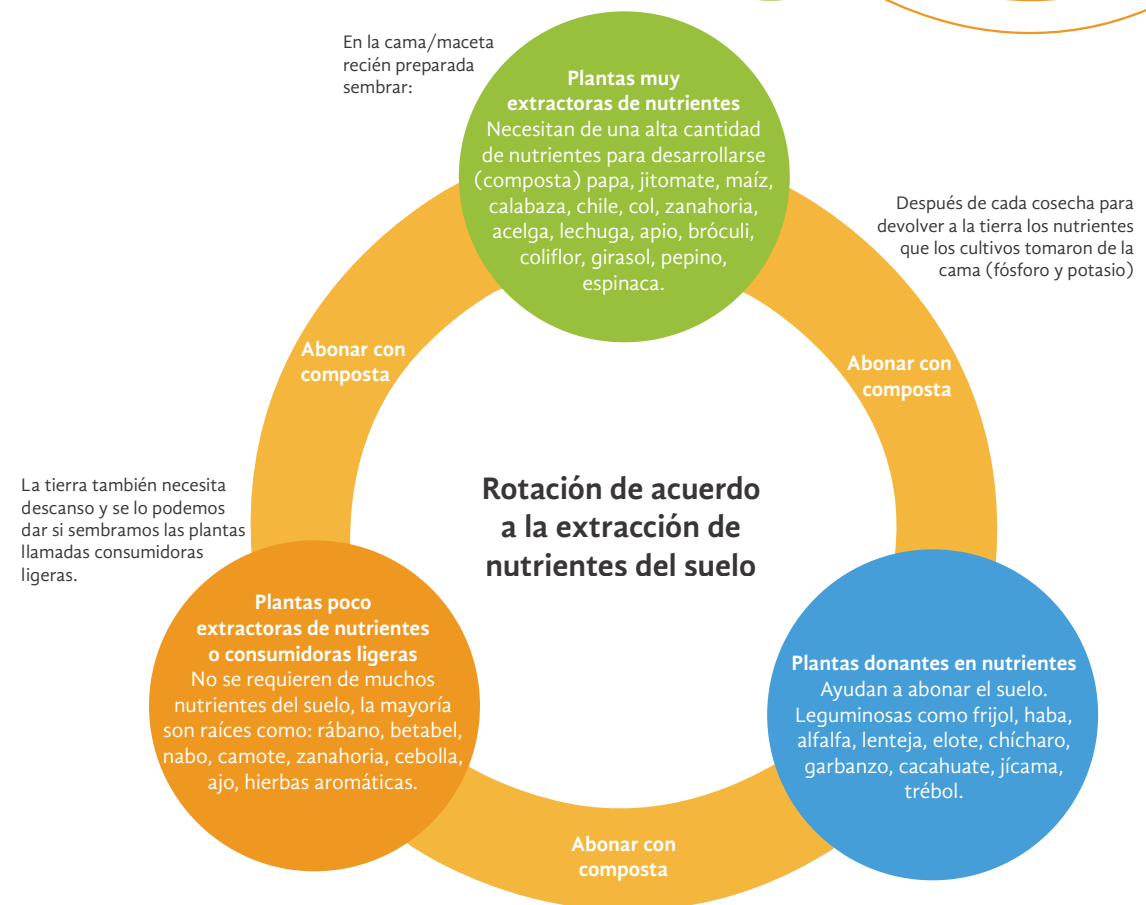 En la cama/maceta
recién preparada
sembrar:
Plantas muy
extractoras de nutrientes
Necesitan de una alta cantidad
de nutrientes para desarrollarse
(composta) papa, jitomate, maíz,
calabaza, chile, col, zanahoria,
acelga, lechuga, apio, bróculi,
coliflor, girasol, pepino,
espinaca.
Después de cada cosecha para
devolver a la tierra los nutrientes
que los cultivos tomaron de la
cama (fósforo y potasio)
Abonar con
composta
Abonar con
composta
Rotación de acuerdo
a la extracción de
nutrientes del suelo
La tierra también necesita
descanso y se lo podemos
dar si sembramos las plantas
llamadas consumidoras
ligeras.
Plantas poco
extractoras de nutrientes
o consumidoras ligeras
No se requieren de muchos
nutrientes del suelo, la mayoría
son raíces como: rábano, betabel,
nabo, camote, zanahoria, cebolla,
ajo, hierbas aromáticas.
Plantas donantes en nutrientes
Ayudan a abonar el suelo.
Leguminosas como frijol, haba,
alfalfa, lenteja, elote, chícharo,
garbanzo, cacahuate, jícama,
trébol.
Abonar con
composta